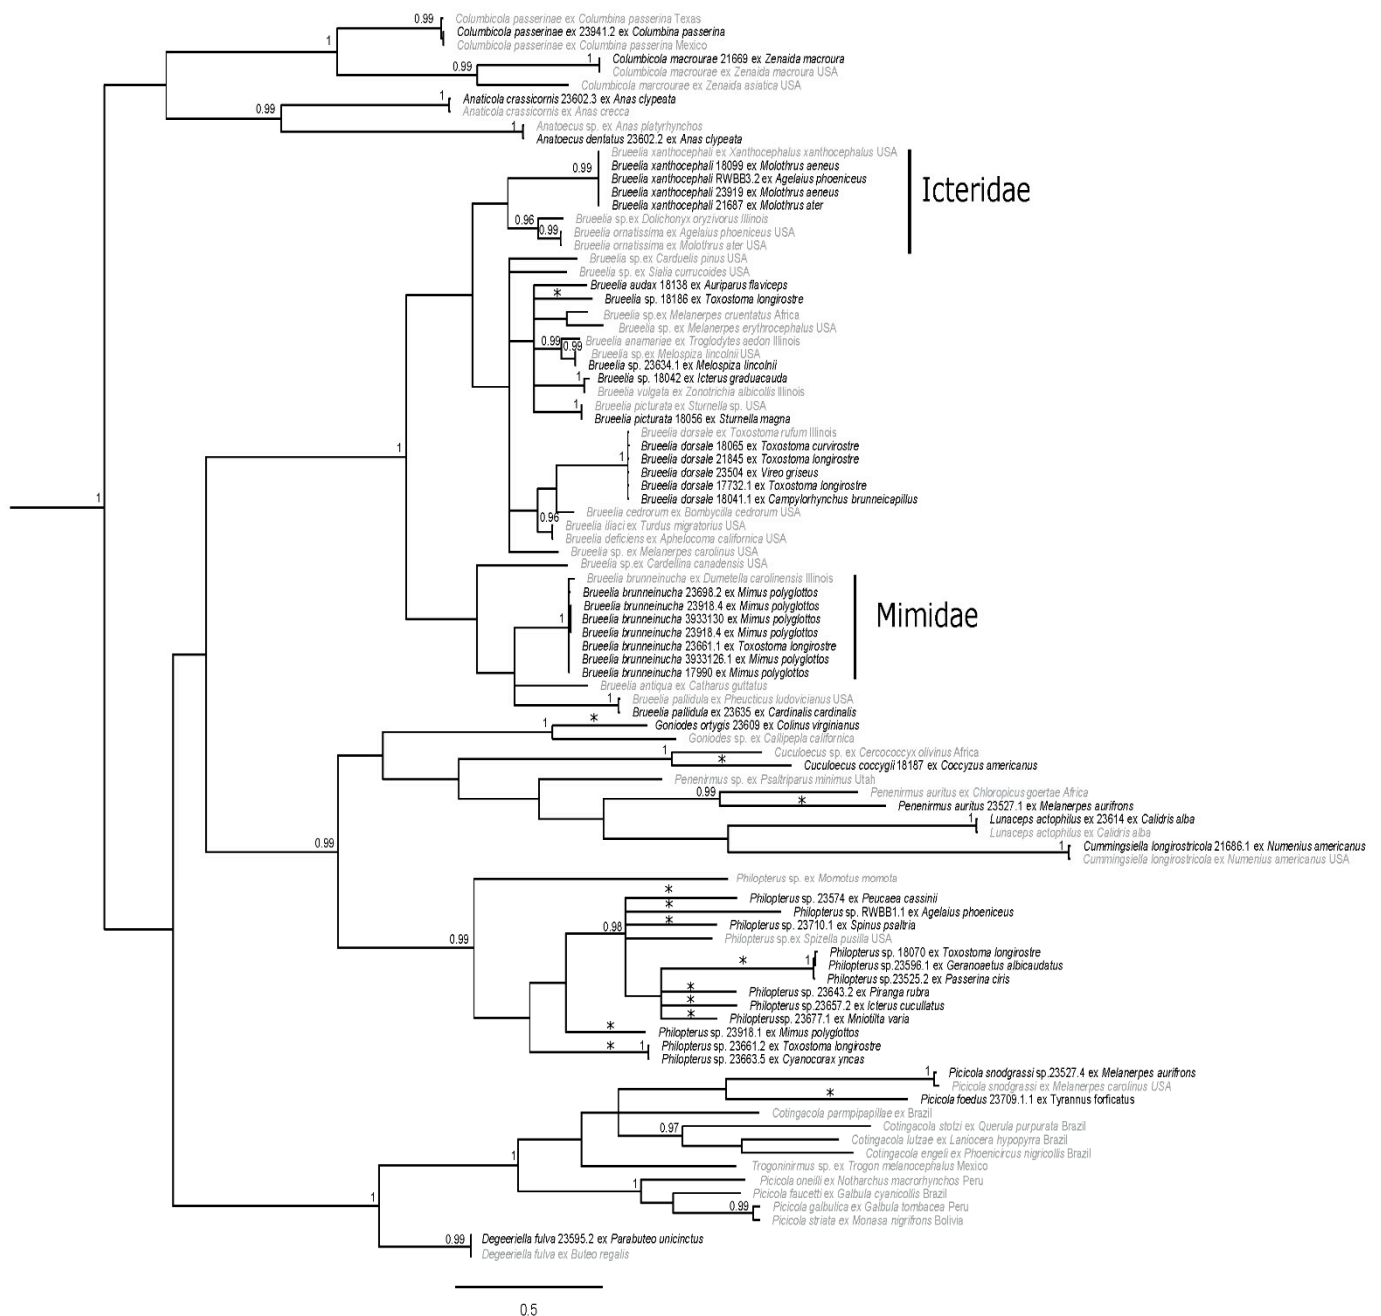 0.99
Columbicola passerinae ex Columbina passerina Texas
Columbicola passerinae ex 23941.2 ex Columbina passerina
Columbicola passerinae ex Columbina passerina Mexico
1
1
Columbicola macrourae 21669 ex Zenaida macroura
0.99
Columbicola macrourae ex Zenaida macroura USA
Columbicola marcrourae ex Zenaida asiatica USA
1
Anaticola crassicornis 23602.3 ex Anas clypeata
0.99
Anaticola crassicornis ex Anas crecca
1
Anatoecus sp. ex Anas platyrhynchos
Anatoecus dentatus 23602.2 ex Anas clypeata
Brueelia xanthocephali ex Xanthocephalus xanthocephalus USA
0.99
Brueelia xanthocephali 18099 ex Molothrus aeneus
Brueelia xanthocephali RWBB3.2 ex Agelaius phoeniceus
Brueelia xanthocephali 23919 ex Molothrus aeneus
Brueelia xanthocephali 21687 ex Molothrus ater
Icteridae
0.96
Brueelia sp.ex Dolichonyx oryzivorus Illinois
0.99
Brueelia ornatissima ex Agelaius phoeniceus USA
Brueelia ornatissima ex Molothrus ater USA
Brueelia sp.ex Carduelis pinus USA
Brueelia sp. ex Sialia currucoides USA
Brueelia audax 18138 ex Auriparus flaviceps
*
Brueelia sp. 18186 ex Toxostoma longirostre
Brueelia sp.ex Melanerpes cruentatus Africa
Brueelia sp. ex Melanerpes erythrocephalus USA
0.99
Brueelia anamariae ex Troglodytes aedon Illinois
0.99
Brueelia sp.ex Melospiza lincolnii USA
Brueelia sp. 23634.1 ex Melospiza lincolnii
1
Brueelia sp. 18042 ex Icterus graduacauda
Brueelia vulgata ex Zonotrichia albicollis Illinois
1
Brueelia picturata ex Sturnella sp. USA
Brueelia picturata 18056 ex Sturnella magna
Brueelia dorsale ex Toxostoma rufum Illinois
1
Brueelia dorsale 18065 ex Toxostoma curvirostre
1
Brueelia dorsale 21845 ex Toxostoma longirostre
Brueelia dorsale 23504 ex Vireo griseus
Brueelia dorsale 17732.1 ex Toxostoma longirostre
1
Brueelia dorsale 18041.1 ex Campylorhynchus brunneicapillus
Brueelia cedrorum ex Bombycilla cedrorum USA
0.96
Brueelia iliaci ex Turdus migratorius USA
Brueelia deficiens ex Aphelocoma californica USA
Brueelia sp. ex Melanerpes carolinus USA
Brueelia sp.ex Cardellina canadensis USA
Brueelia brunneinucha ex Dumetella carolinensis Illinois
Brueelia brunneinucha 23698.2 ex Mimus polyglottos
Brueelia brunneinucha 23918.4 ex Mimus polyglottos
1
Brueelia brunneinucha 3933130 ex Mimus polyglottos
Brueelia brunneinucha 23918.4 ex Mimus polyglottos
Brueelia brunneinucha 23661.1 ex Toxostoma longirostre
Brueelia brunneinucha 3933126.1 ex Mimus polyglottos
Brueelia brunneinucha 17990 ex Mimus polyglottos
Mimidae
Brueelia antiqua ex Catharus guttatus
1
Brueelia pallidula ex Pheucticus ludovicianus USA
Brueelia pallidula ex 23635 ex Cardinalis cardinalis
1
*
Goniodes ortygis 23609 ex Colinus virginianus
Goniodes sp. ex Callipepla californica
1
Cuculoecus sp. ex Cercococcyx olivinus Africa
*
Cuculoecus coccygii 18187 ex Coccyzus americanus
Penenirmus sp. ex Psaltriparus minimus Utah
0.99
Penenirmus auritus ex Chloropicus goertae Africa
*
Penenirmus auritus 23527.1 ex Melanerpes aurifrons
1
Lunaceps actophilus ex 23614 ex Calidris alba
Lunaceps actophilus ex Calidris alba
0.99
1
Cummingsiella longirostricola 21686.1 ex Numenius americanus
Cummingsiella longirostricola ex Numenius americanus USA
Philopterus sp. ex Momotus momota
*
Philopterus sp. 23574 ex Peucaea cassinii
*
Philopterus sp. RWBB1.1 ex Agelaius phoeniceus
*
0.98
Philopterus sp. 23710.1 ex Spinus psaltria
Philopterus sp.ex Spizella pusilla USA
0.99
Philopterus sp. 18070 ex Toxostoma longirostre
*
1
Philopterus sp.23596.1 ex Geranoaetus albicaudatus
Philopterus sp.23525.2 ex Passerina ciris
*
Philopterus sp. 23643.2 ex Piranga rubra
*
Philopterus sp.23657.2 ex Icterus cucullatus
*
Philopterussp. 23677.1 ex Mniotilta varia
*
Philopterus sp. 23918.1 ex Mimus polyglottos
*
1
Philopterus sp. 23661.2 ex Toxostoma longirostre
Philopterus sp. 23663.5 ex Cyanocorax yncas
1
Picicola snodgrassi sp.23527.4 ex Melanerpes aurifrons
Picicola snodgrassi ex Melanerpes carolinus USA
*
Picicola foedus 23709.1.1 ex Tyrannus forficatus
Cotingacola parmpipapillae ex Brazil
0.97
Cotingacola stotzi ex Querula purpurata Brazil
Cotingacola lutzae ex Laniocera hypopyrra Brazil
Cotingacola engeli ex Phoenicircus nigricollis Brazil
1
Trogoninirmus sp. ex Trogon melanocephalus Mexico
1
Picicola oneilli ex Notharchus macrorhynchos Peru
Picicola faucetti ex Galbula cyanicollis Brazil
1
0.99
Picicola galbulica ex Galbula tombacea Peru
Picicola striata ex Monasa nigrifrons Bolivia
0.99
Degeeriella fulva 23595.2 ex Parabuteo unicinctus
Degeeriella fulva ex Buteo regalis
0.5